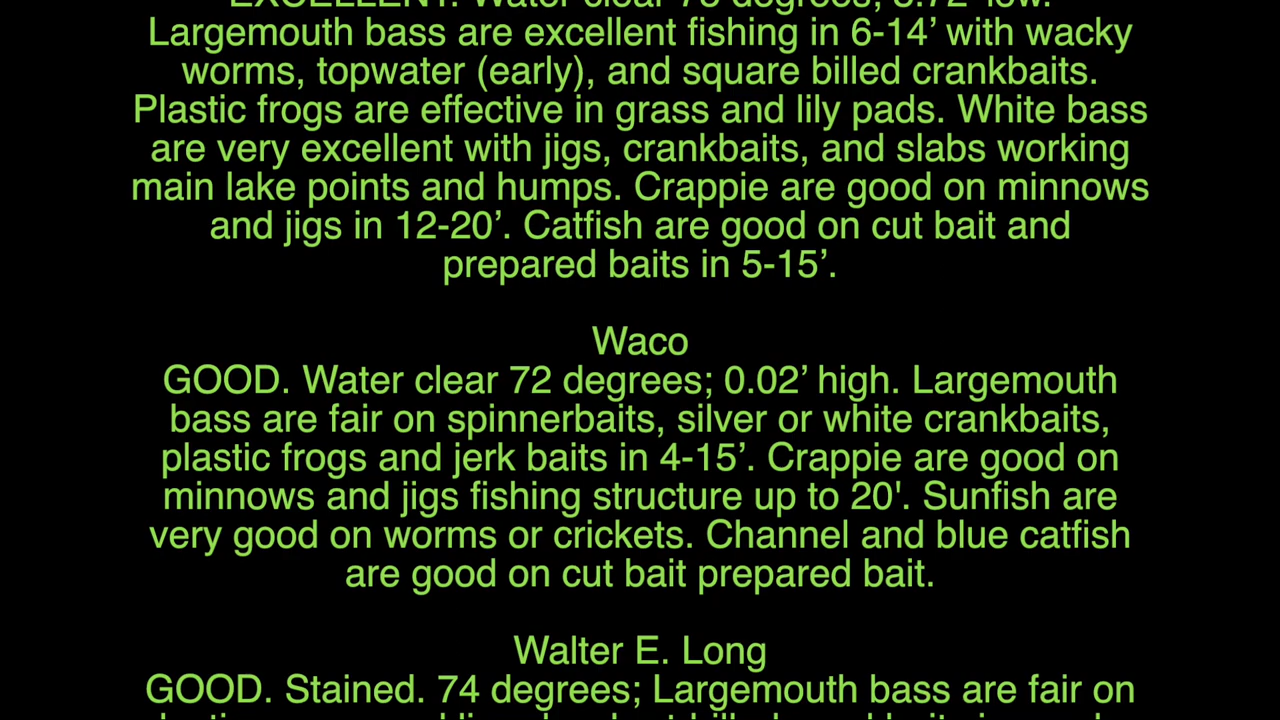 EXCELLENT. Water clear degrees; low.
Largemouth bass are excellent fishing in 6-14’ with wacky
worms, topwater (early), and square billed crankbaits.
Plastic frogs are effective in grass and lily pads. White bass
are very excellent with jigs, crankbaits, and slabs working
main lake points and humps. Crappie are good on minnows
and jigs in 12-20’. Catfish are good on cut bait and
prepared baits in 5-15’.
Waco
GOOD. Water clear 72 degrees; 0.02’ high. Largemouth
bass are fair on spinnerbaits, silver or white crankbaits,
plastic frogs and jerk baits in 4-15’. Crappie are good on
minnows and jigs fishing structure up to 20'. Sunfish are
very good on worms or crickets. Channel and blue catfish
are good on cut bait prepared bait.
Walter E. Long
GOOD. Stained. 74 degrees; Largemouth bass are fair on